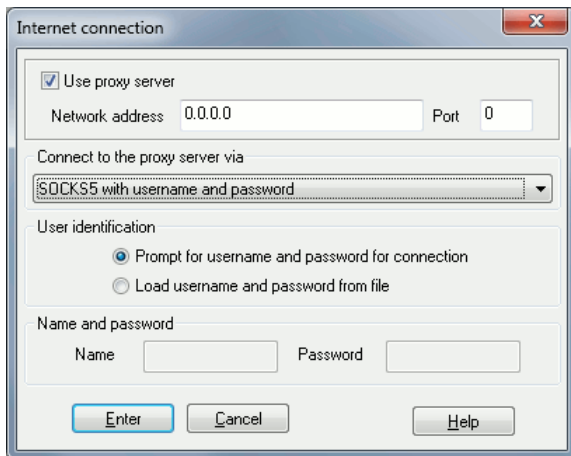 Internet connection
Use proxy server
Network address 0.0.0.0 Port 0
Connect to the proxy server via
SOCKS5 with username and password
User identification
Prompt for username and password for connection
Load username and password from file
Name and password
Name Password
Enter Cancel Help